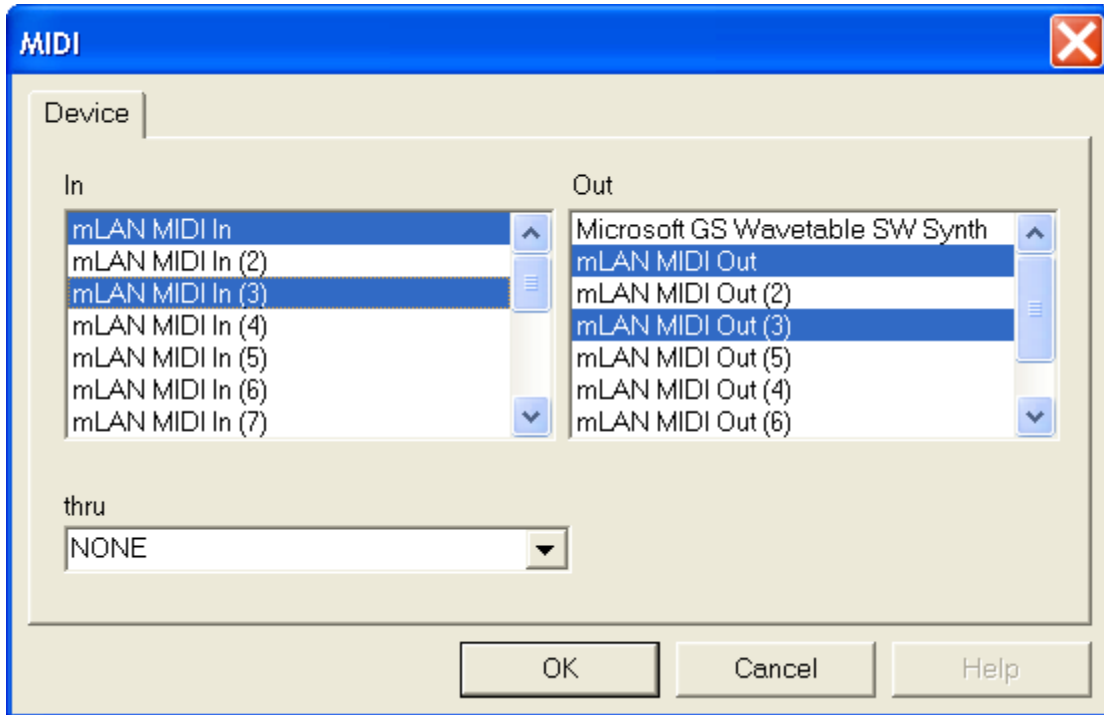 MIDI
Device
In
mLAN MIDI In
mLAN MIDI In (2)
mLAN MIDI In (3)
mLAN MIDI In (4)
mLAN MIDI In (5)
mLAN MIDI In (6)
mLAN MIDI In (7)
Out
Microsoft GS Wavetable SW Synth
mLAN MIDI Out
mLAN MIDI Out (2)
mLAN MIDI Out (3)
mLAN MIDI Out (5)
mLAN MIDI Out (4)
mLAN MIDI Out (6)
thru
NONE
OK
Cancel
Help